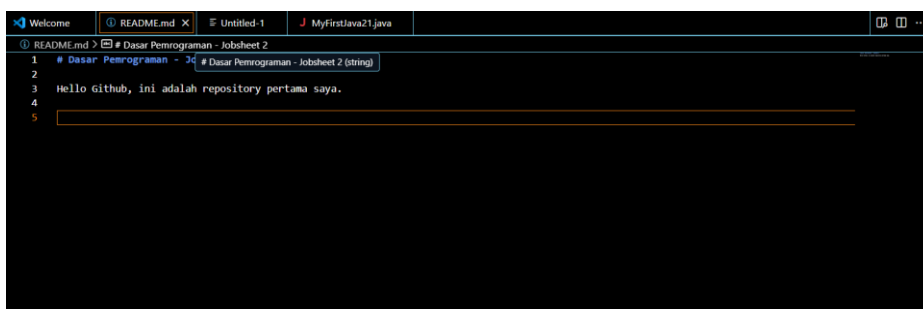 Welcome README.md Untitled-1 J MyFirstJava21.java
README.md > # Dasar Pemrograman - Jobsheet 2
1 # Dasar Pemrograman - Jo
# Dasar Pemrograman - Jobsheet 2 (string)
2
3 Hello Github, ini adalah repository pertama saya.
4
5